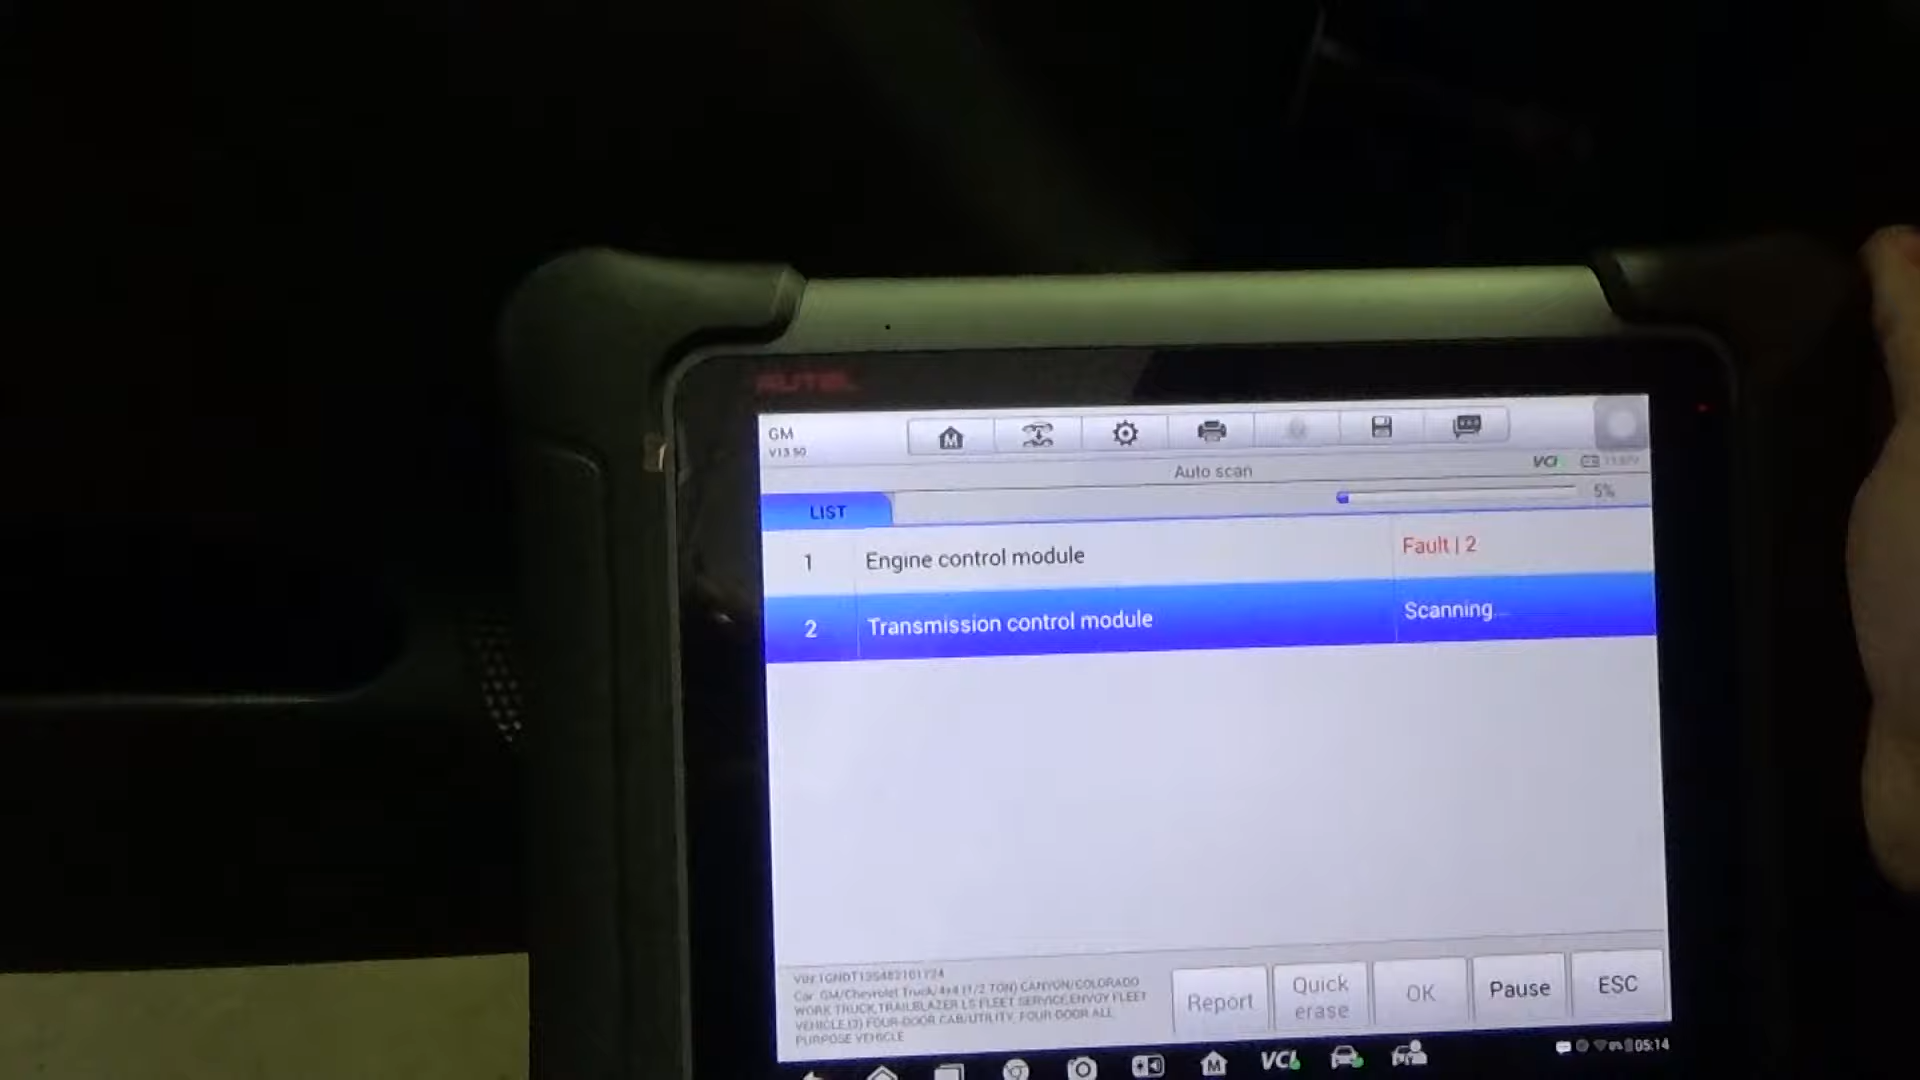 AUTEL
GM
V13.50
M
Auto scan
VCI
5%
LIST
1 Engine control module Fault | 2
2 Transmission control module Scanning...
Car: GM/Chevrolet Truck/4x4 (1/2 TON) CANYON/COLORADO
WORK TRUCK,TRAILBLAZER LS FLEET SERVICE,ENVOY FLEET
VEHICLE,(3) FOUR-DOOR CAB/UTILITY, FOUR-DOOR ALL
PURPOSE VEHICLE
Report
Quick
erase
OK
Pause
ESC
M
VCI
05:14